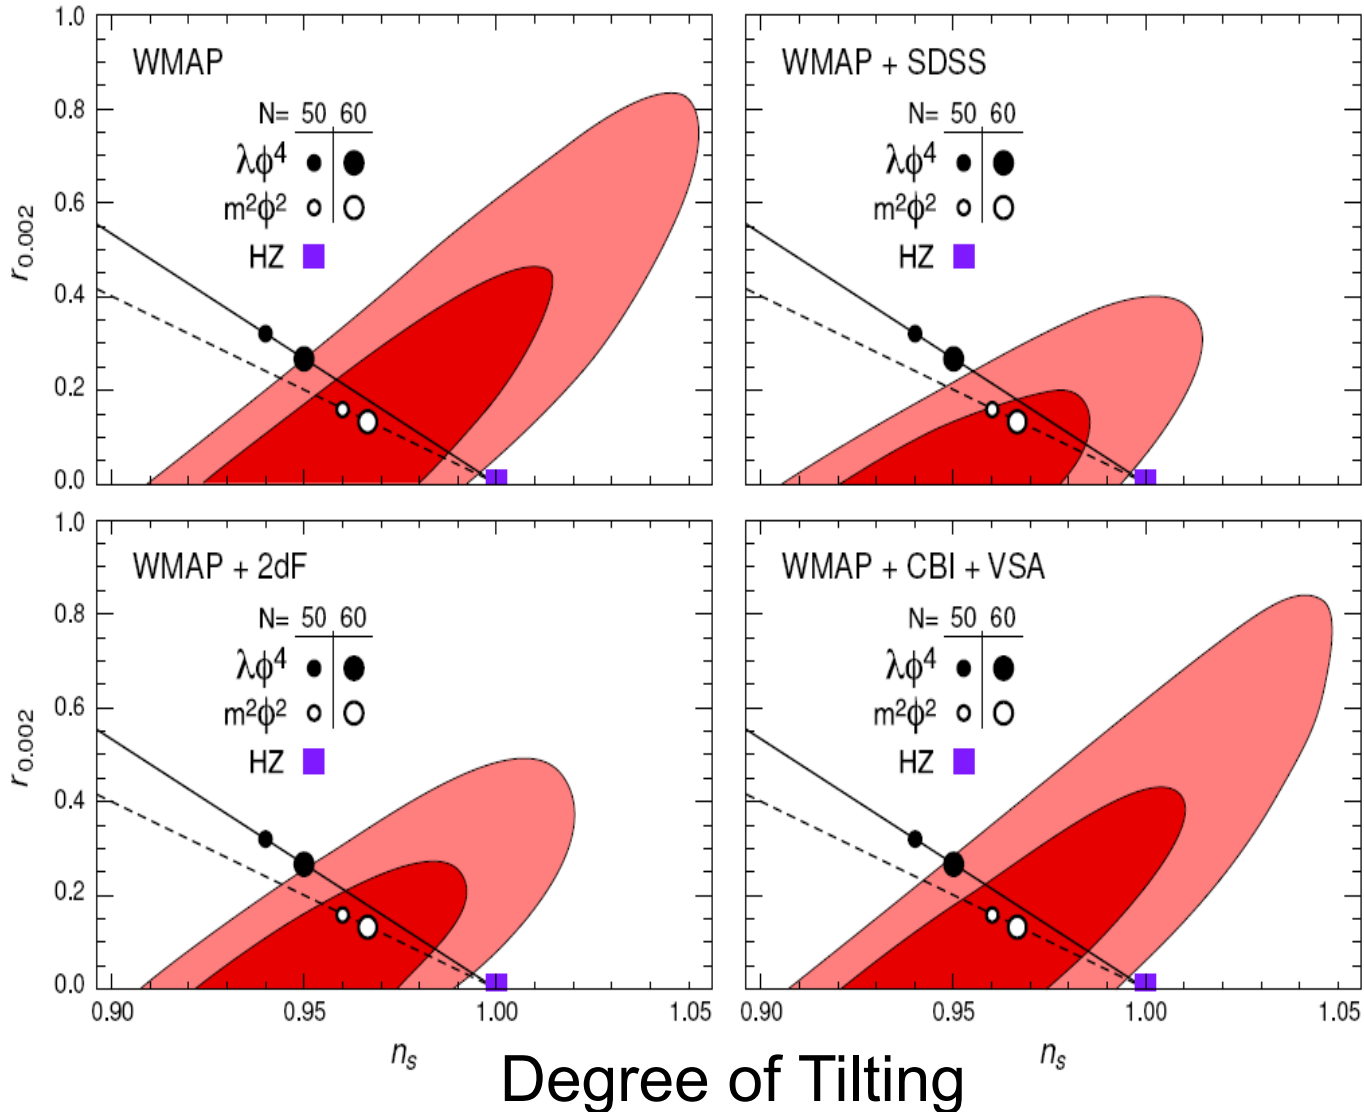 WMAP
N= 50 60
λϕ⁴
m²ϕ²
HZ
r0.002
1.0
0.8
0.6
0.4
0.2
0.0
WMAP + SDSS
N= 50 60
λϕ⁴
m²ϕ²
HZ
WMAP + 2dF
N= 50 60
λϕ⁴
m²ϕ²
HZ
r0.002
1.0
0.8
0.6
0.4
0.2
0.0
0.90 0.95 1.00 1.05
ns
WMAP + CBI + VSA
N= 50 60
λϕ⁴
m²ϕ²
HZ
0.90 0.95 1.00 1.05
ns
Degree of Tilting